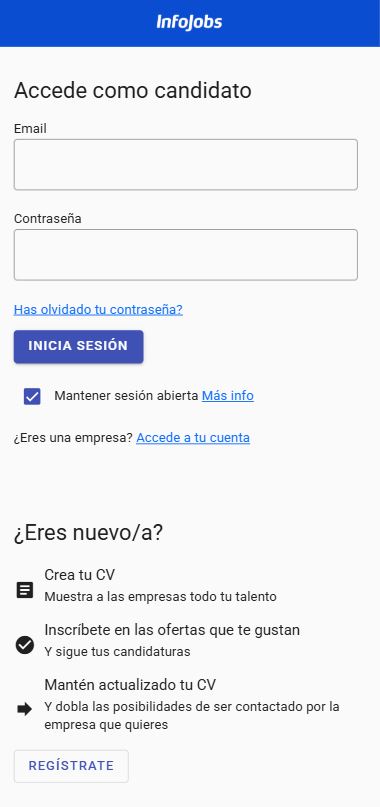 InfoJobs
Accede como candidato
Email
Contraseña
Has olvidado tu contraseña?
INICIA SESIÓN
Mantener sesión abierta Más info
¿Eres una empresa? Accede a tu cuenta
¿Eres nuevo/a?
Crea tu CV
Muestra a las empresas todo tu talento
Inscríbete en las ofertas que te gustan
Y sigue tus candidaturas
Mantén actualizado tu CV
Y dobla las posibilidades de ser contactado por la
empresa que quieres
REGÍSTRATE